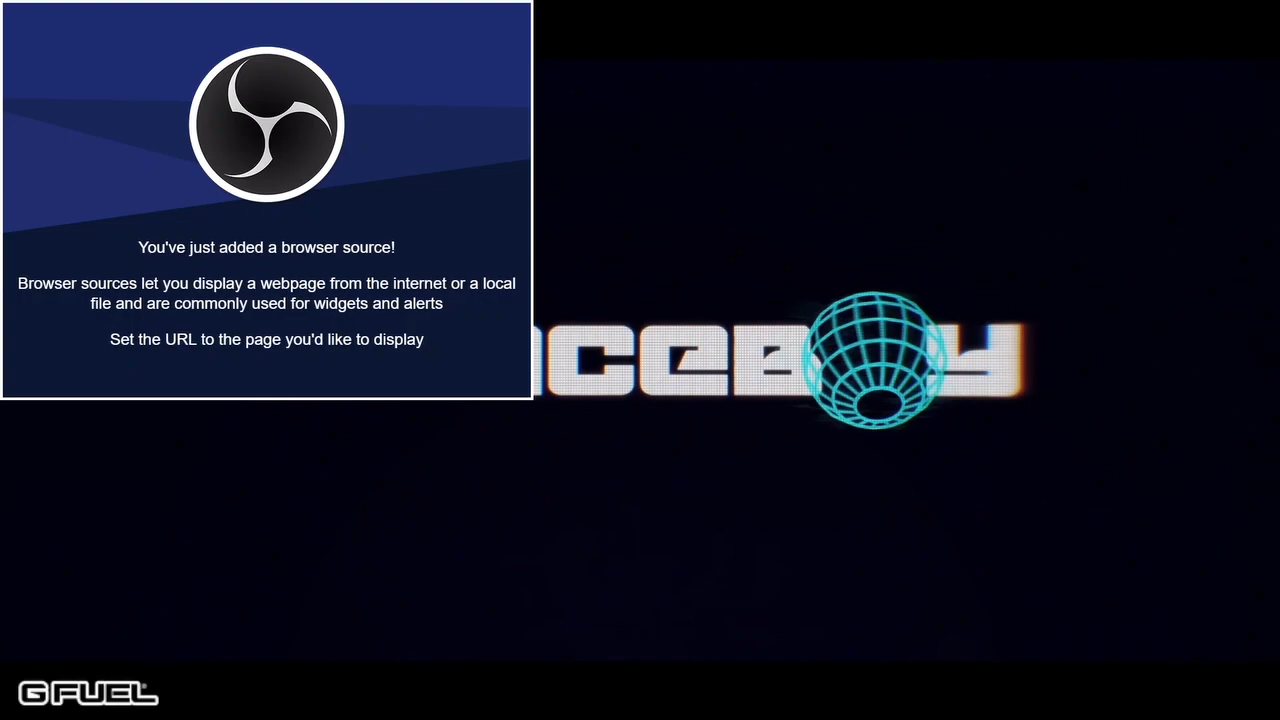 You've just added a browser source!
Browser sources let you display a webpage from the internet or a local
file and are commonly used for widgets and alerts
Set the URL to the page you'd like to display
GFUEL